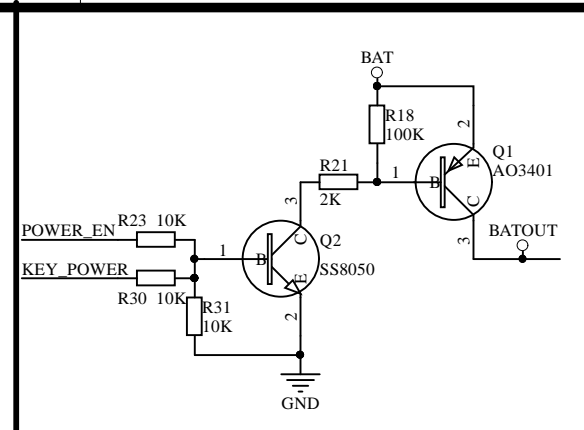 BAT
R18
100K
2
E
Q1
AO3401
1
B
C
3
BATOUT
R21
2K
3
POWER_EN
R23 10K
1
B
C
Q2
SS8050
E
2
KEY_POWER
R30 10K
R31
10K
GND